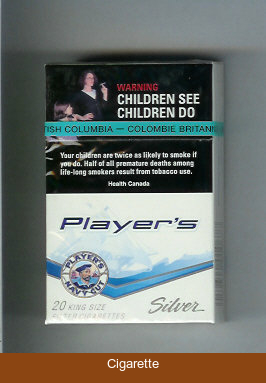 WARNING
CHILDREN SEE
CHILDREN DO
ISH COLUMBIA — COLOMBIE BRITANN
Your children are twice as likely to smoke if
you do. Half of all premature deaths among
life-long smokers result from tobacco use.
Health Canada
Player's
PLAYER'S
NAVY CUT
20 KING SIZE
FILTER CIGARETTES
Silver
Cigarette